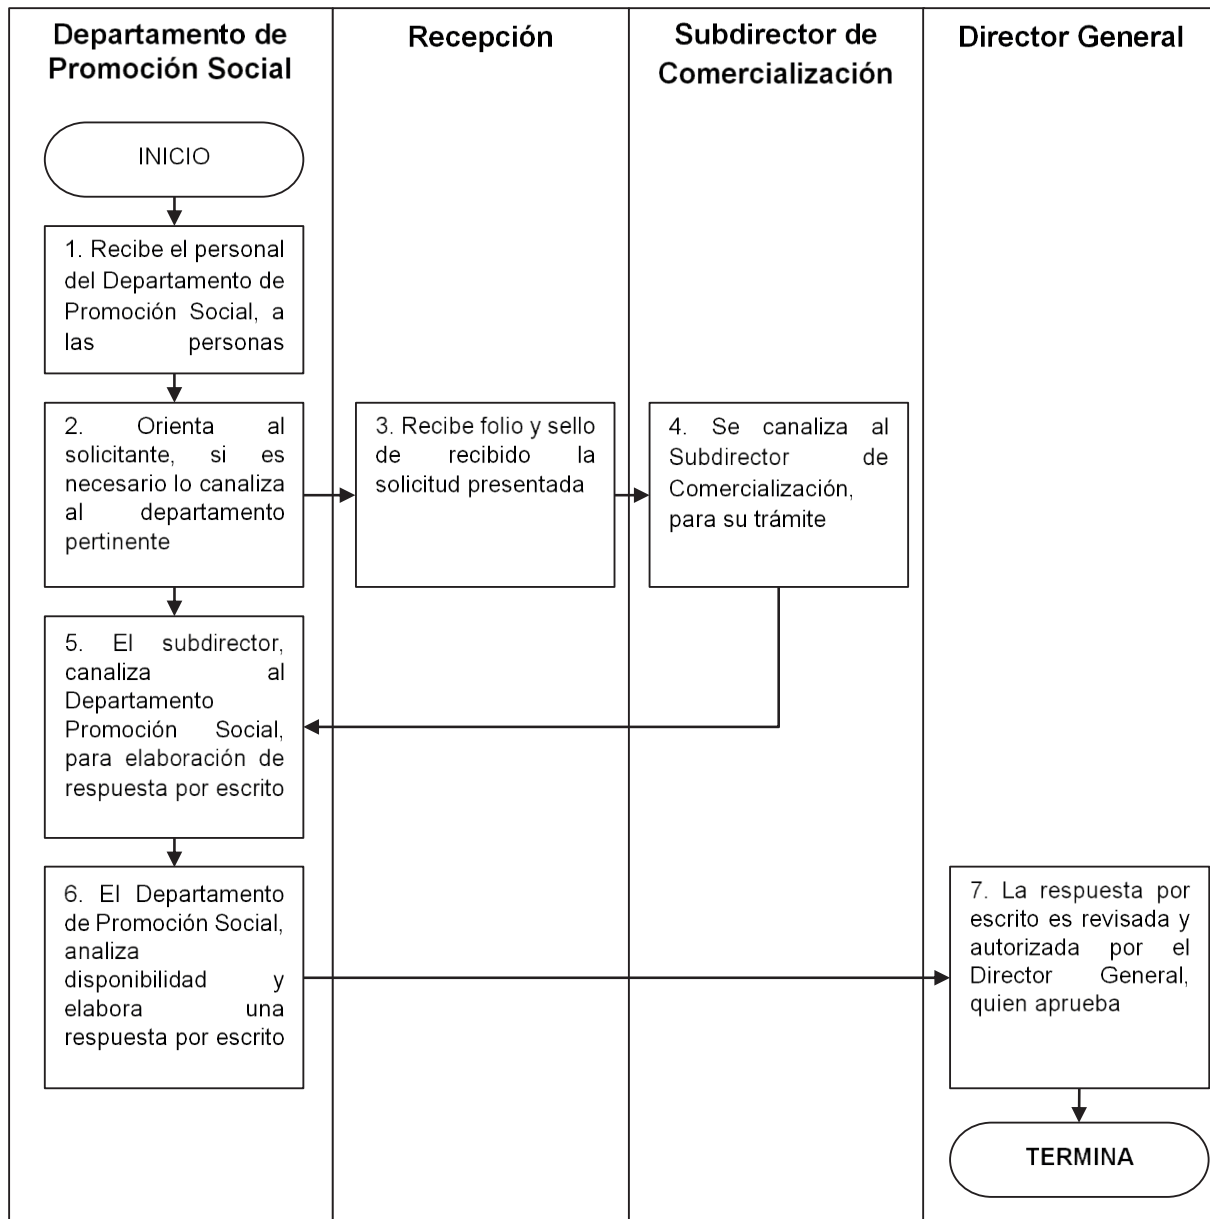 Departamento de
Promoción Social
Recepción
Subdirector de
Comercialización
Director General
INICIO
1. Recibe el personal
del Departamento de
Promoción Social, a
las personas
2. Orienta al
solicitante, si es
necesario lo canaliza
al departamento
pertinente
3. Recibe folio y sello
de recibido la
solicitud presentada
4. Se canaliza al
Subdirector de
Comercialización,
para su trámite
5. El subdirector,
canaliza al
Departamento
Promoción Social,
para elaboración de
respuesta por escrito
6. El Departamento
de Promoción Social,
analiza
disponibilidad y
elabora una
respuesta por escrito
7. La respuesta por
escrito es revisada y
autorizada por el
Director General,
quien aprueba
TERMINA